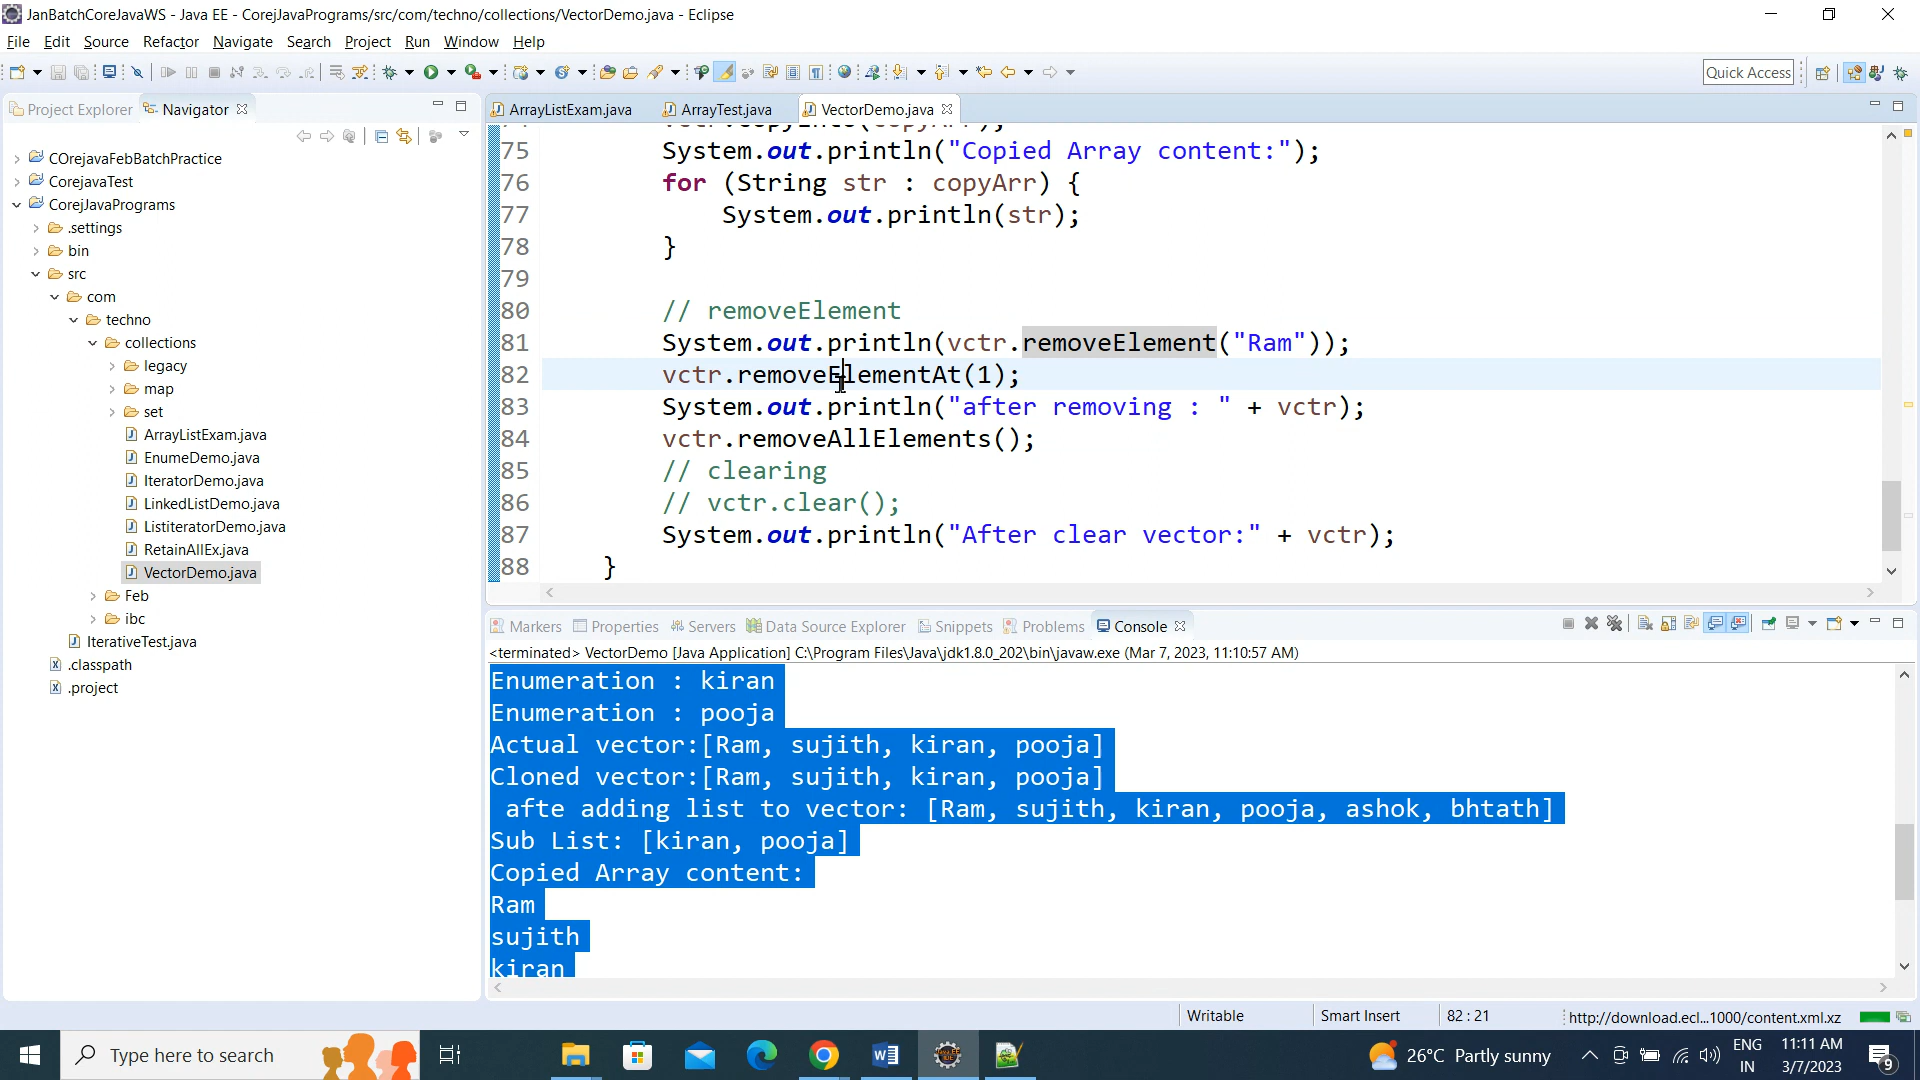 JanBatchCoreJavaWS - Java EE - CorejJavaPrograms/src/com/techno/collections/VectorDemo.java - Eclipse
File Edit Source Refactor Navigate Search Project Run Window Help
Quick Access
Project Explorer Navigator
ArrayListExam.java ArrayTest.java VectorDemo.java
COrejavaFebBatchPractice
CorejavaTest
CorejJavaPrograms
.settings
bin
src
com
techno
collections
legacy
map
set
ArrayListExam.java
EnumeDemo.java
IteratorDemo.java
LinkedListDemo.java
ListiteratorDemo.java
RetainAllEx.java
VectorDemo.java
Feb
ibc
IterativeTest.java
.classpath
.project
75 System.out.println("Copied Array content:");
76 for (String str : copyArr) {
77 System.out.println(str);
78 }
79
80 // removeElement
81 System.out.println(vctr.removeElement("Ram"));
82 vctr.removeElementAt(1);
83 System.out.println("after removing : " + vctr);
84 vctr.removeAllElements();
85 // clearing
86 // vctr.clear();
87 System.out.println("After clear vector:" + vctr);
88 }
Markers Properties Servers Data Source Explorer Snippets Problems Console
<terminated> VectorDemo [Java Application] C:\Program Files\Java\jdk1.8.0_202\bin\javaw.exe (Mar 7, 2023, 11:10:57 AM)
Enumeration : kiran
Enumeration : pooja
Actual vector:[Ram, sujith, kiran, pooja]
Cloned vector:[Ram, sujith, kiran, pooja]
afte adding list to vector: [Ram, sujith, kiran, pooja, ashok, bhtath]
Sub List: [kiran, pooja]
Copied Array content:
Ram
sujith
kiran
Writable Smart Insert 82 : 21 http://download.ecl...1000/content.xml.xz
Type here to search
26°C Partly sunny
ENG
IN
11:11 AM
3/7/2023
9